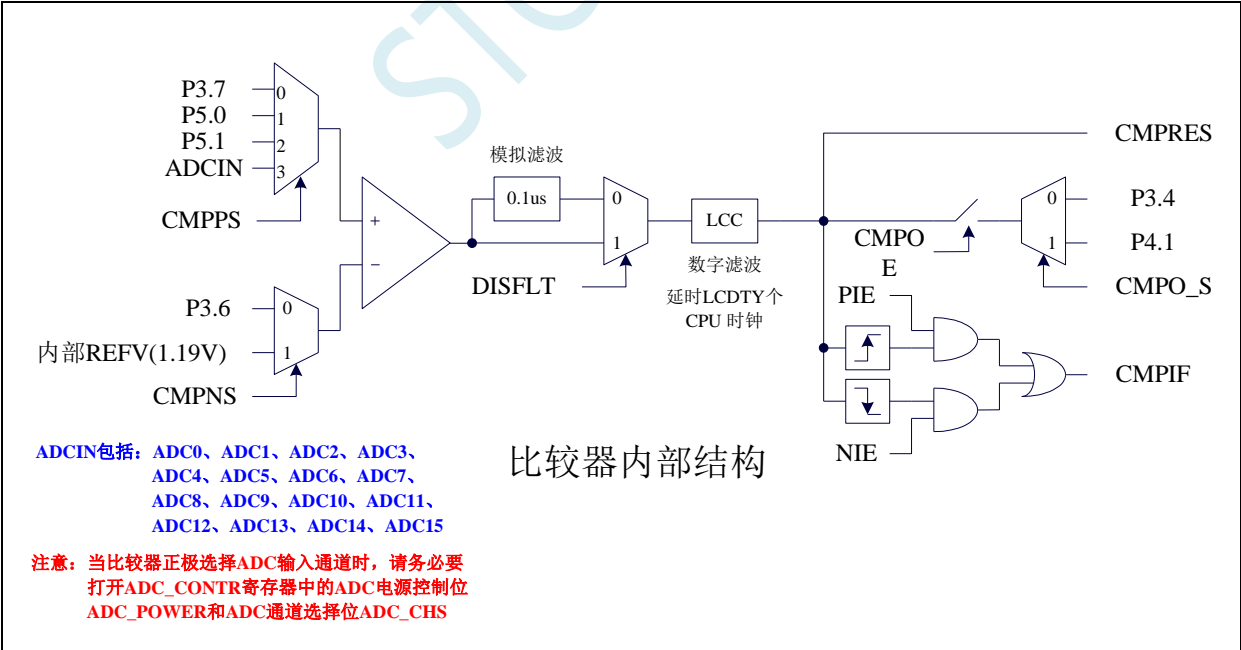 STC
P3.7
P5.0
P5.1
ADCIN
0
1
2
3
CMPPS
+
−
P3.6
内部REFV(1.19V)
0
1
CMPNS
模拟滤波
0.1us
0
1
DISFLT
LCC
数字滤波
延时LCDTY个
CPU 时钟
CMPRES
CMPO
E
0
1
P3.4
P4.1
CMPO_S
PIE
NIE
CMPIF
比较器内部结构
ADCIN包括：ADC0、ADC1、ADC2、ADC3、
ADC4、ADC5、ADC6、ADC7、
ADC8、ADC9、ADC10、ADC11、
ADC12、ADC13、ADC14、ADC15
注意：当比较器正极选择ADC输入通道时，请务必要
打开ADC_CONTR寄存器中的ADC电源控制位
ADC_POWER和ADC通道选择位ADC_CHS